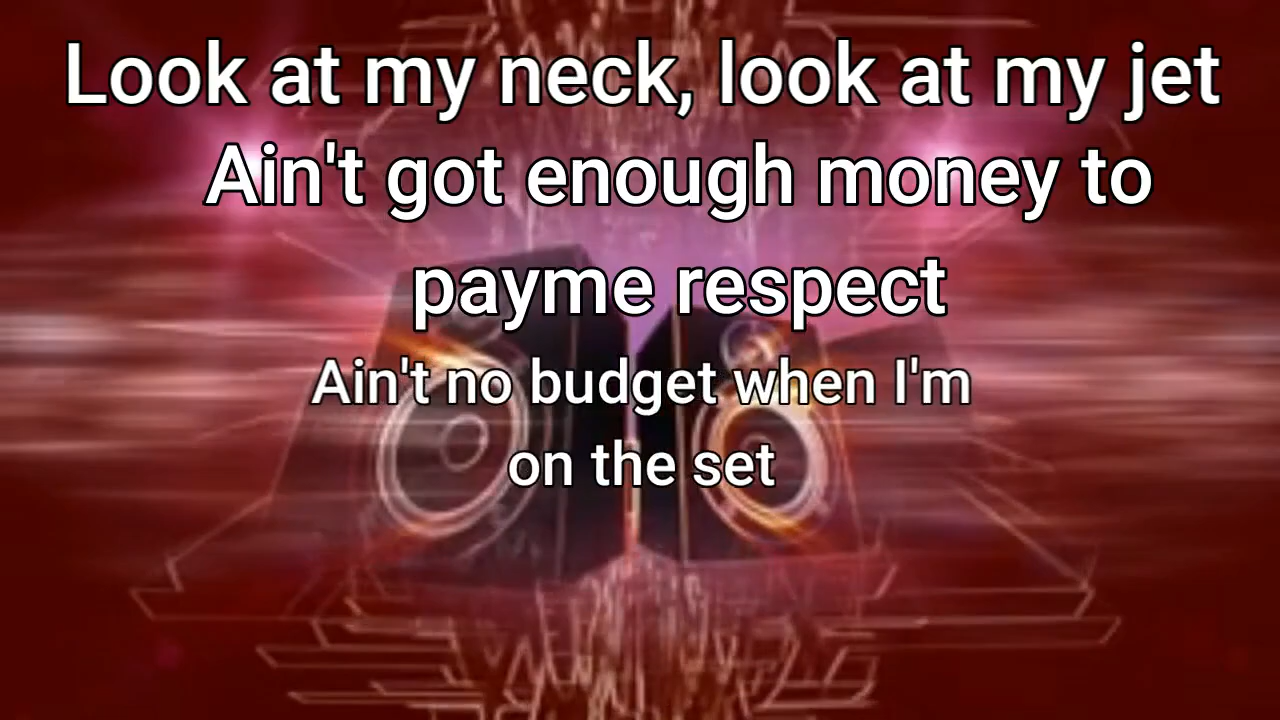 Look at my neck, look at my jet
Ain't got enough money to
payme respect
Ain't no budget when I'm
on the set